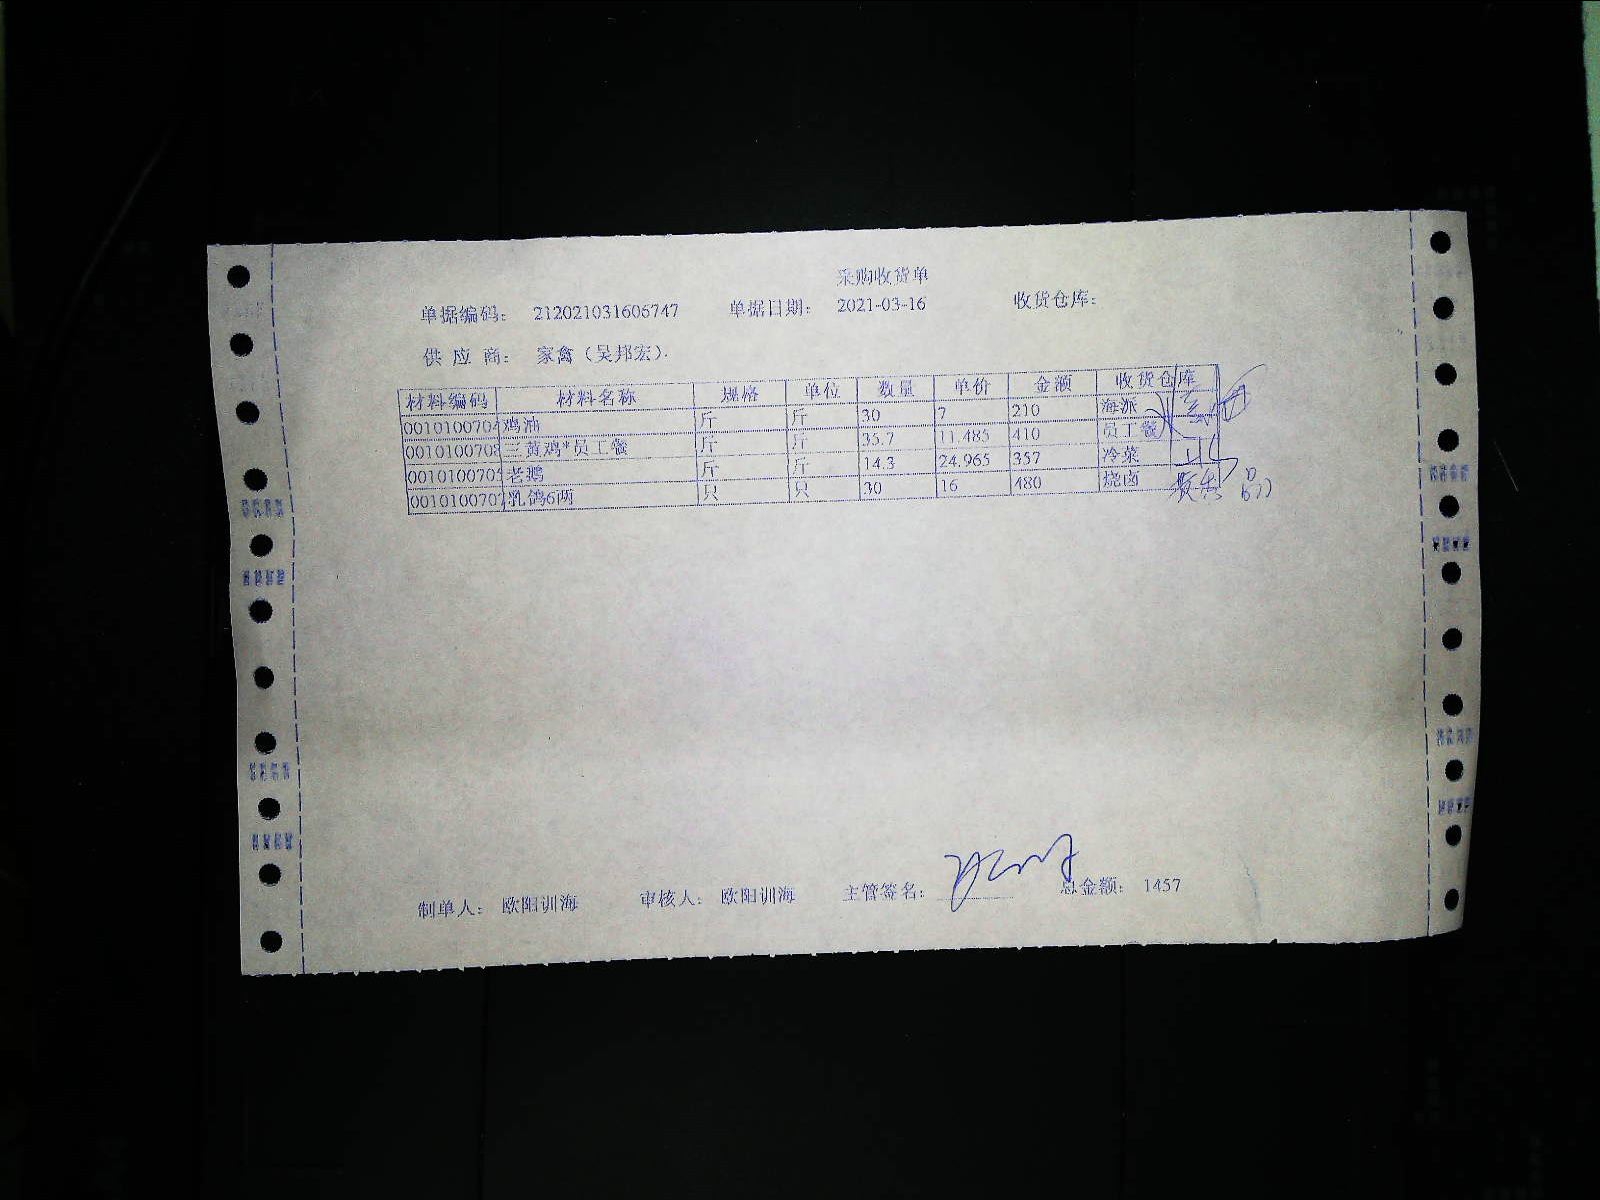 采购收货单
单据编码： 212021031605747 单据日期： 2021-03-16 收货仓库：
供 应 商： 家禽（吴邦宏）.
材料编码 材料名称 规格 单位 数量 单价 金额 收货仓库
0010100704 鸡油 斤 斤 30 7 210 海派
0010100708 三黄鸡*员工餐 斤 斤 35.7 11.485 410 员工餐
0010100705 老鹅 斤 斤 14.3 24.965 357 冷菜
0010100707 乳鸽6两 只 只 30 16 480 烧卤
制单人： 欧阳训海 审核人： 欧阳训海 主管签名： 总金额： 1457